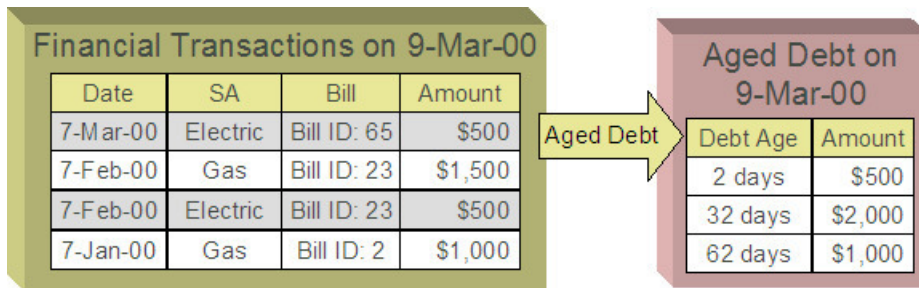 Financial Transactions on 9-Mar-00
Date SA Bill Amount
7-Mar-00 Electric Bill ID: 65 $500
7-Feb-00 Gas Bill ID: 23 $1,500
7-Feb-00 Electric Bill ID: 23 $500
7-Jan-00 Gas Bill ID: 2 $1,000
Aged Debt
Aged Debt on
9-Mar-00
Debt Age Amount
2 days $500
32 days $2,000
62 days $1,000